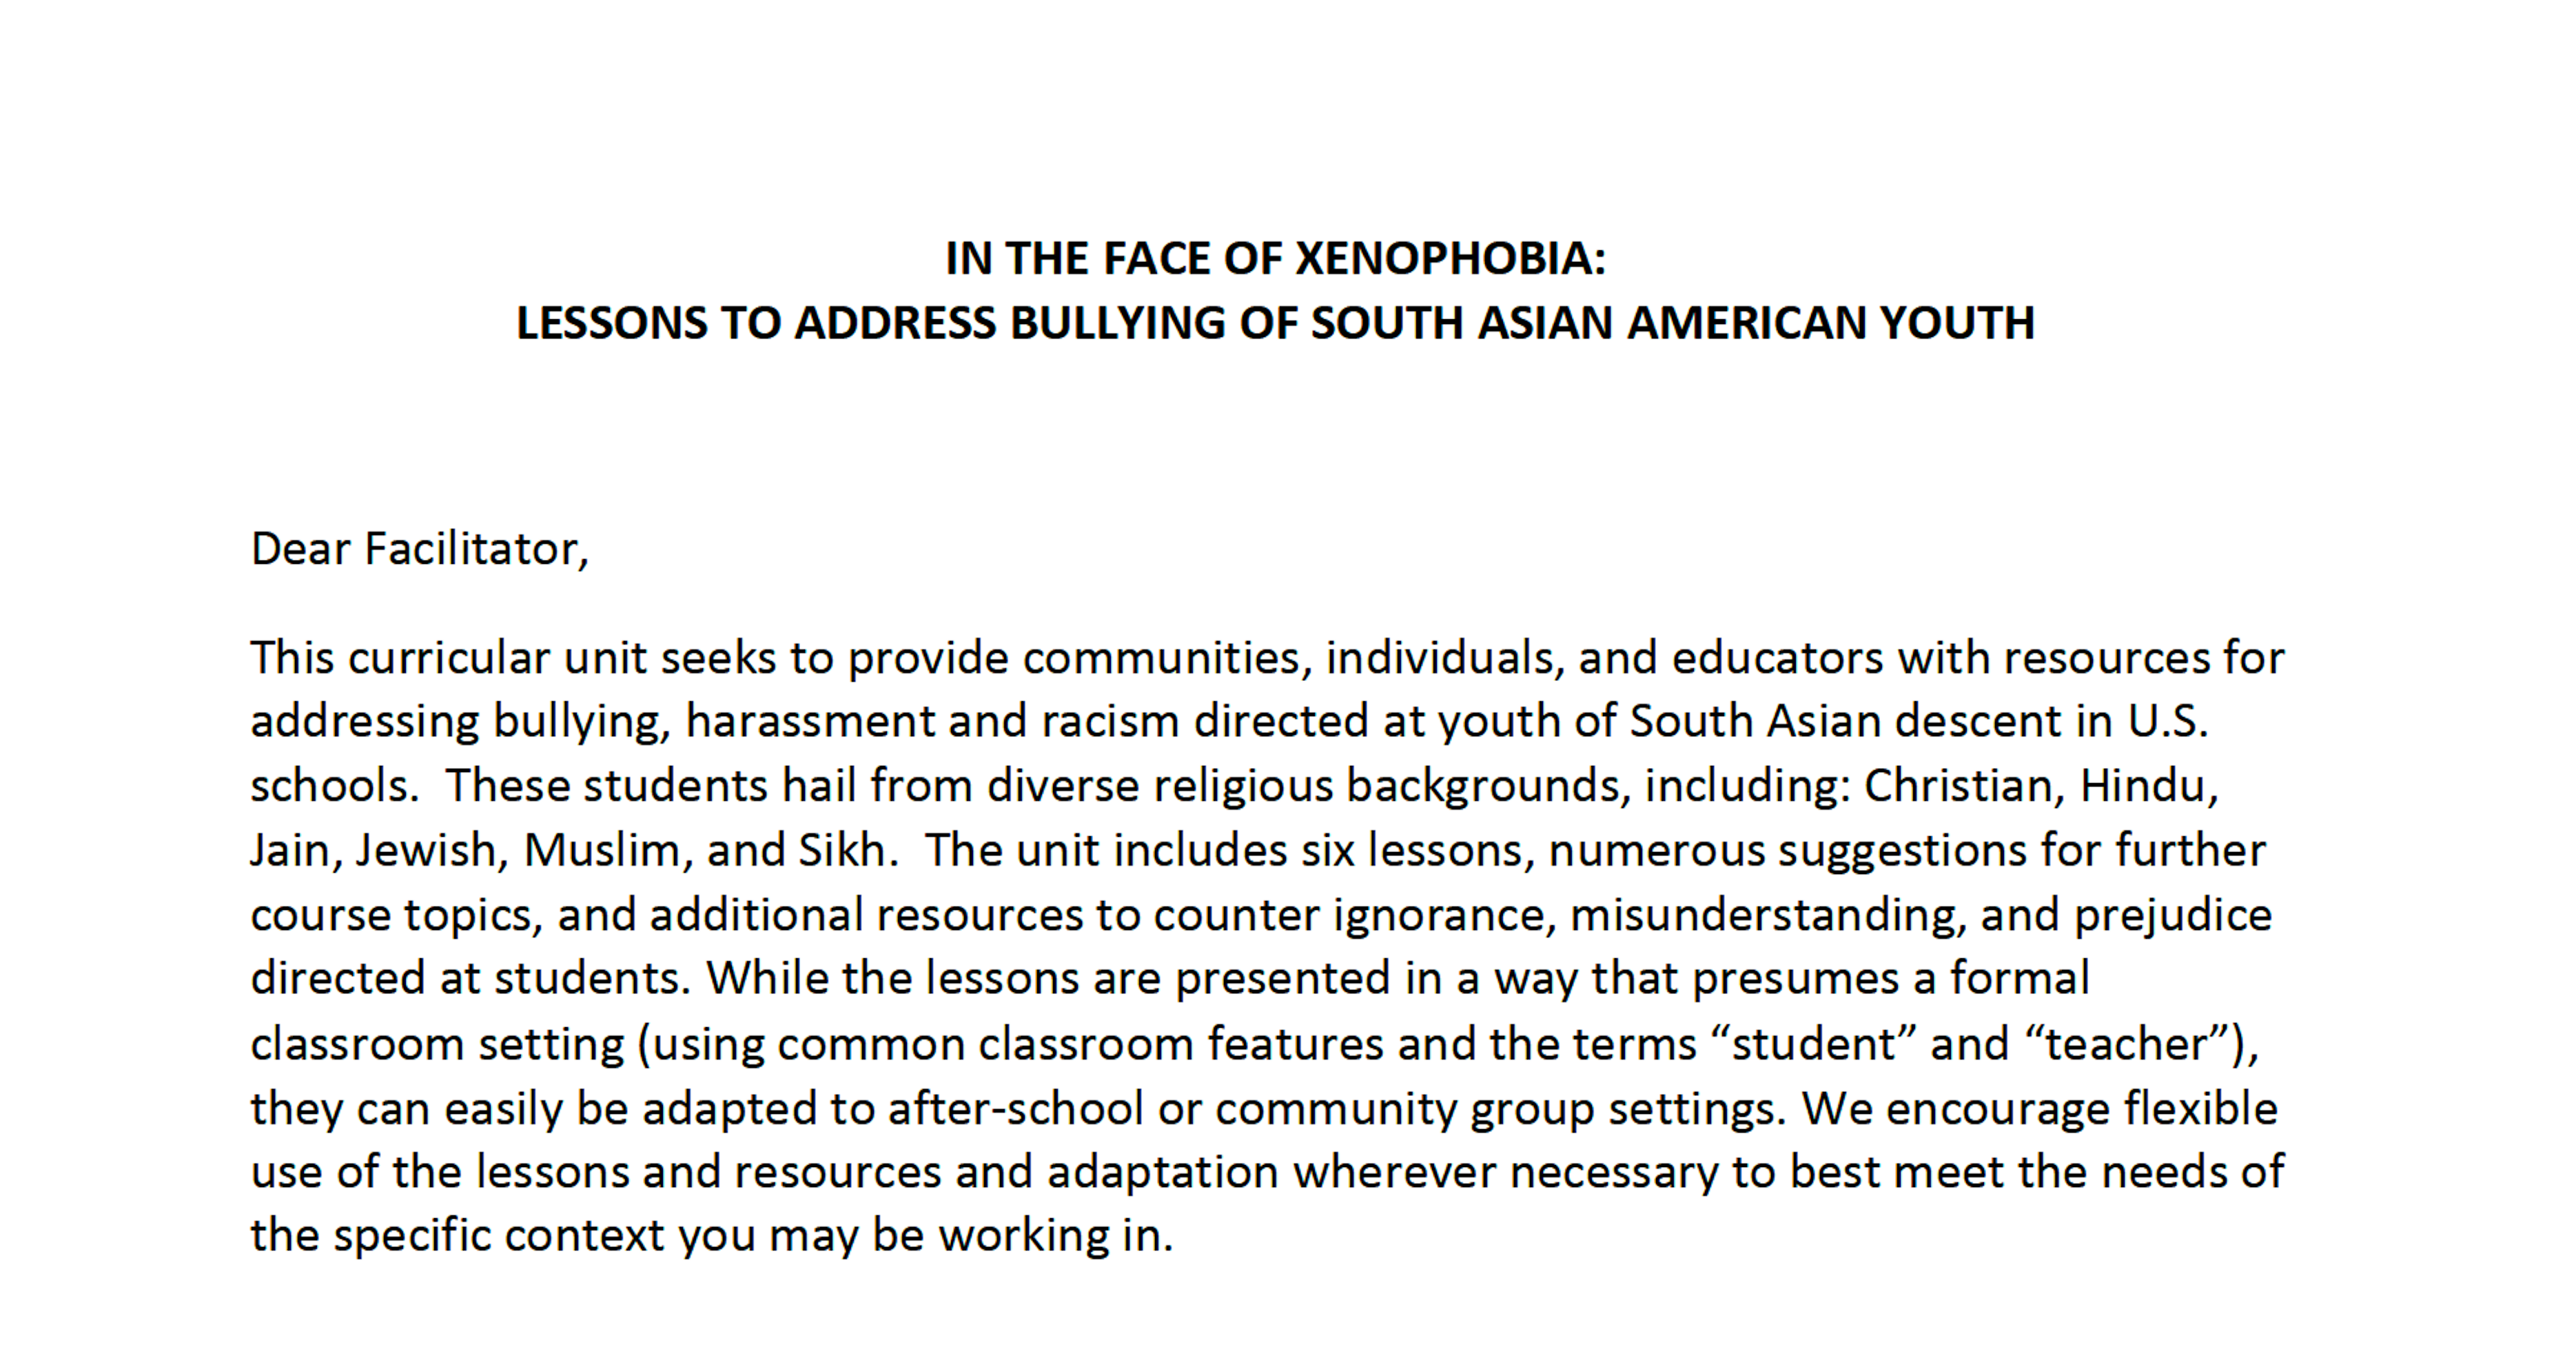 IN THE FACE OF XENOPHOBIA:
LESSONS TO ADDRESS BULLYING OF SOUTH ASIAN AMERICAN YOUTH
Dear Facilitator,
This curricular unit seeks to provide communities, individuals, and educators with resources for
addressing bullying, harassment and racism directed at youth of South Asian descent in U.S.
schools.  These students hail from diverse religious backgrounds, including: Christian, Hindu,
Jain, Jewish, Muslim, and Sikh.  The unit includes six lessons, numerous suggestions for further
course topics, and additional resources to counter ignorance, misunderstanding, and prejudice
directed at students. While the lessons are presented in a way that presumes a formal
classroom setting (using common classroom features and the terms “student” and “teacher”),
they can easily be adapted to after-school or community group settings. We encourage flexible
use of the lessons and resources and adaptation wherever necessary to best meet the needs of
the specific context you may be working in.